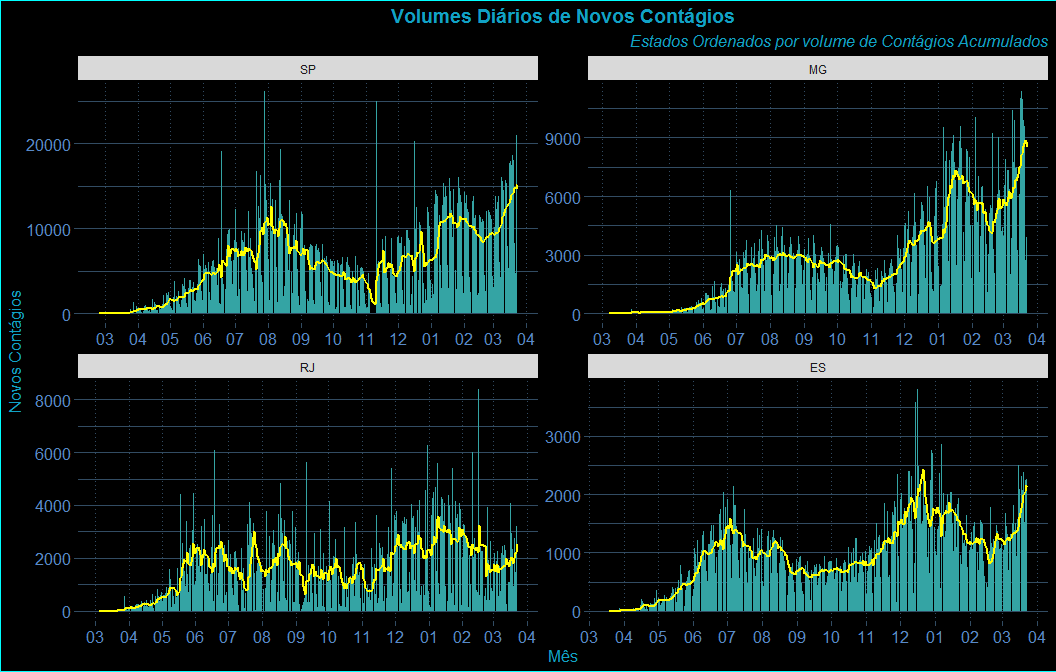 Volumes Diários de Novos Contágios
Estados Ordenados por volume de Contágios Acumulados
SP
20000
10000
0
03 04 05 06 07 08 09 10 11 12 01 02 03 04
MG
9000
6000
3000
0
03 04 05 06 07 08 09 10 11 12 01 02 03 04
Novos Contágios
RJ
8000
6000
4000
2000
0
03 04 05 06 07 08 09 10 11 12 01 02 03 04
ES
3000
2000
1000
0
03 04 05 06 07 08 09 10 11 12 01 02 03 04
Mês